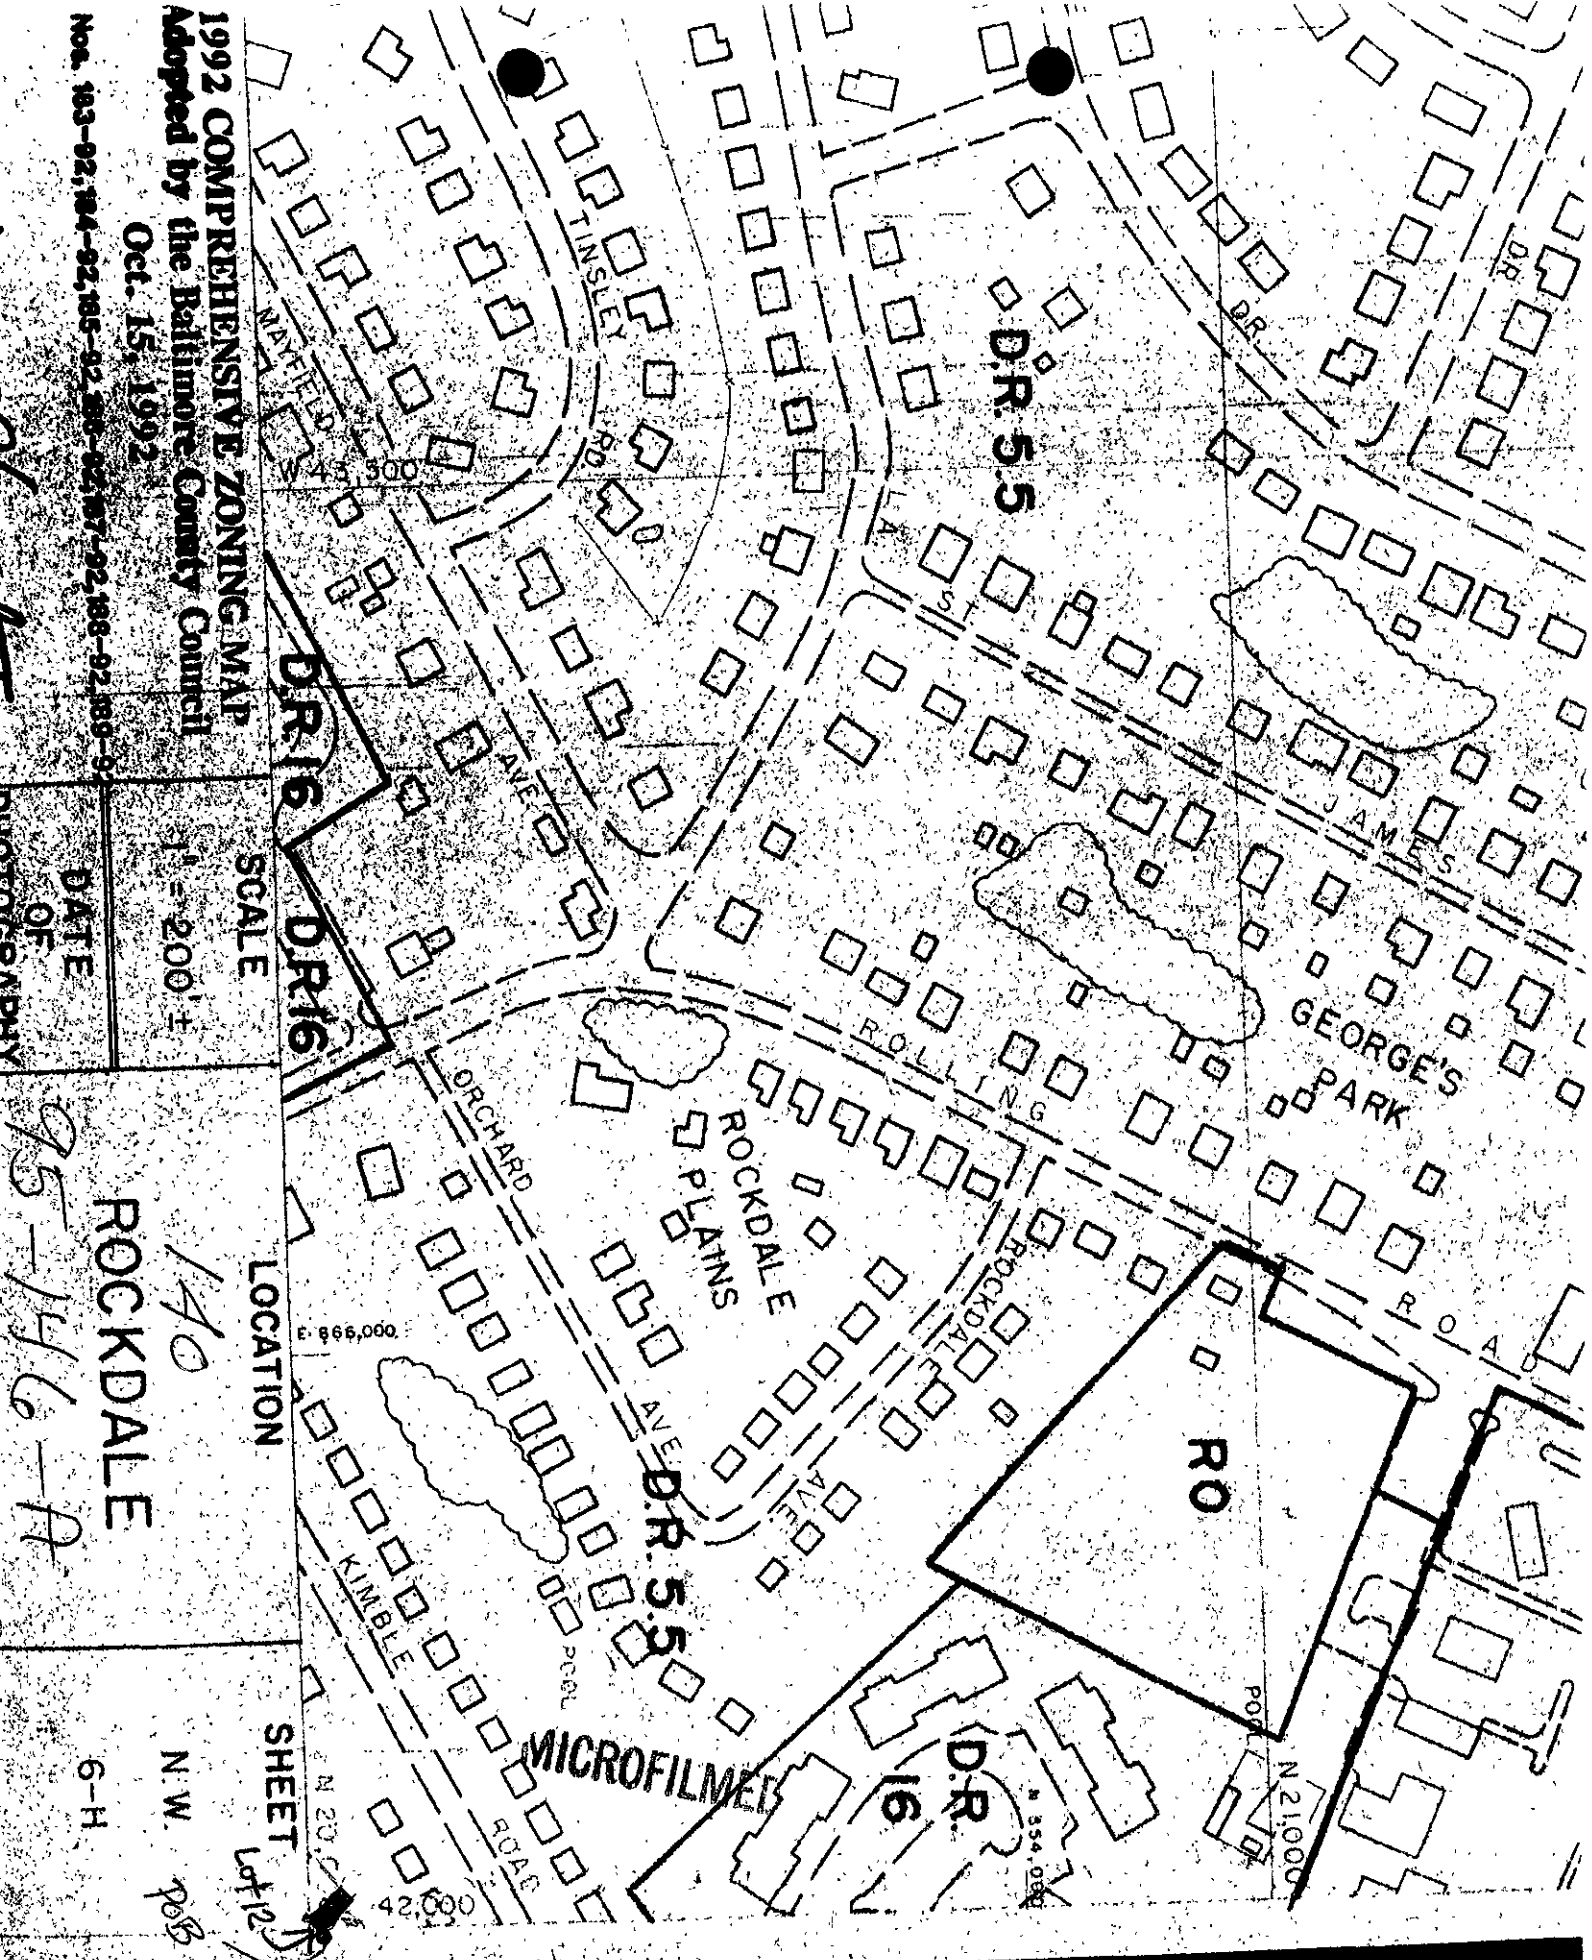 1992 COMPREHENSIVE ZONING MAP
Adopted by the Baltimore County Council
Oct. 15, 1992
SCALE
1" = 200' ±
DATE
OF
PHOTOGRAPHY
LOCATION
140
ROCKDALE
95-146-A
SHEET
N.W.
6-H
Lot 12
POB
MAYFIELD
AVE
TINSLEY
RD
W 43,500
D.R. 16
D.R. 16
D.R. 5.5
DR
DR
ST.
JAMES
GEORGE'S
PARK
ROLLING
ROAD
ORCHARD
AVE
ROCKDALE
PLAINS
ROCKDALE
AVE
E 866,000
KIMBLE
ROAD
D.R. 5.5
POOL
MICROFILMED
RO
D.R.
16
POOL
N 21,000
42,000